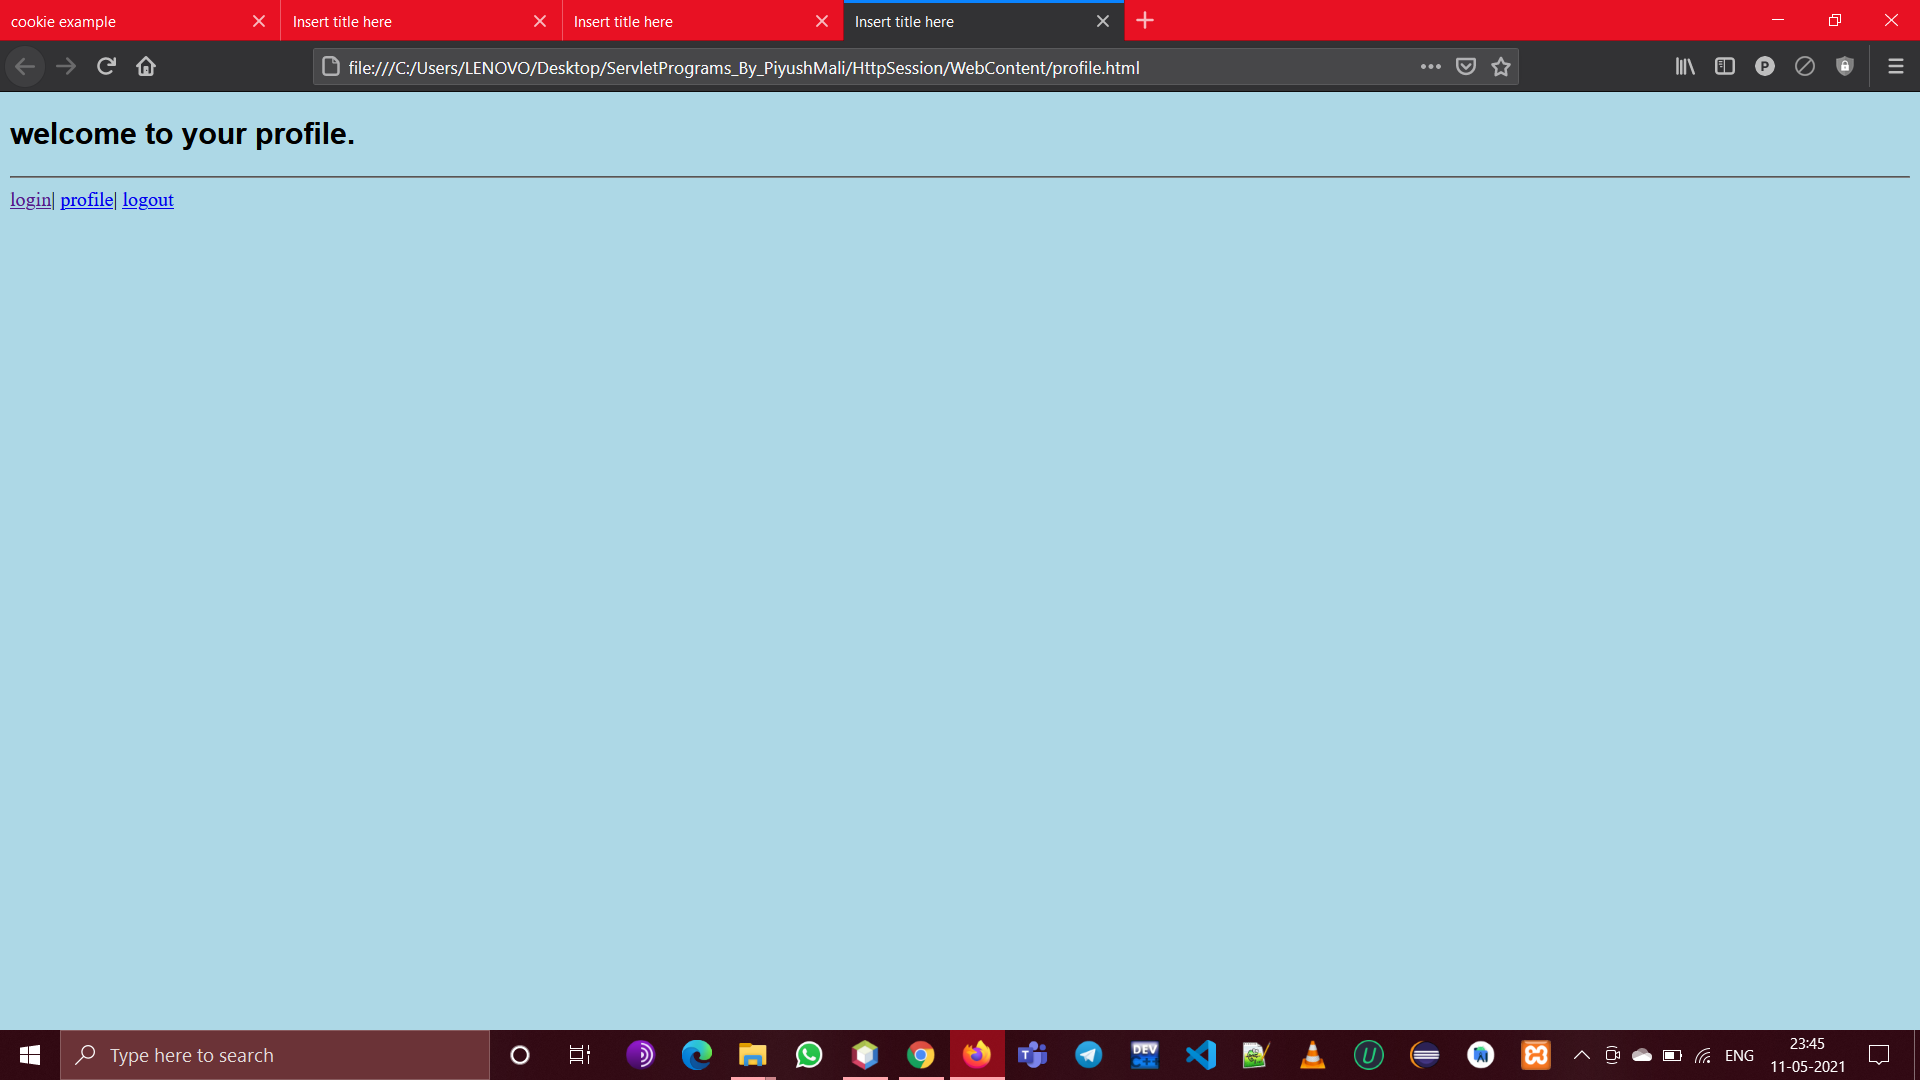 cookie example
Insert title here
Insert title here
Insert title here
file:///C:/Users/LENOVO/Desktop/ServletPrograms_By_PiyushMali/HttpSession/WebContent/profile.html
P
welcome to your profile.
login| profile| logout
Type here to search
DEV
ENG
23:45
11-05-2021